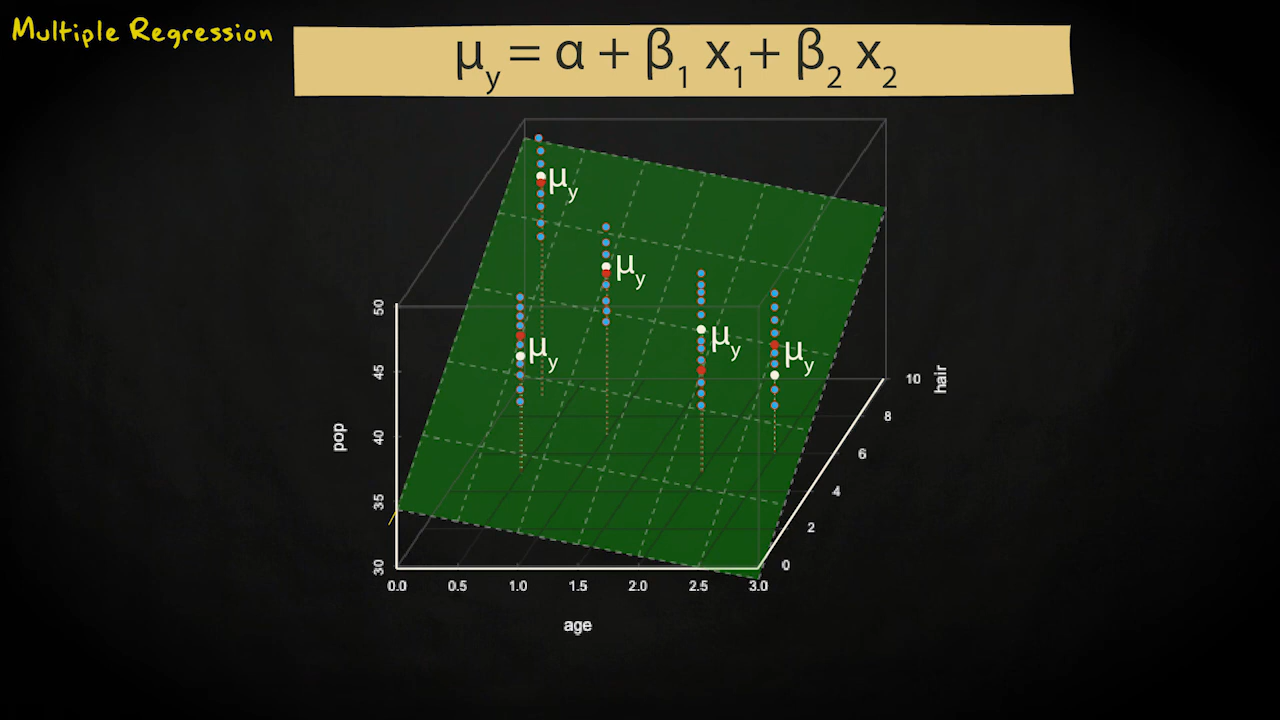 Multiple Regression
μy = α + β1 x1 + β2 x2
μy
μy
μy
μy
μy
50
45
40
35
30
pop
0.0 0.5 1.0 1.5 2.0 2.5 3.0
age
10
8
6
4
2
0
hair